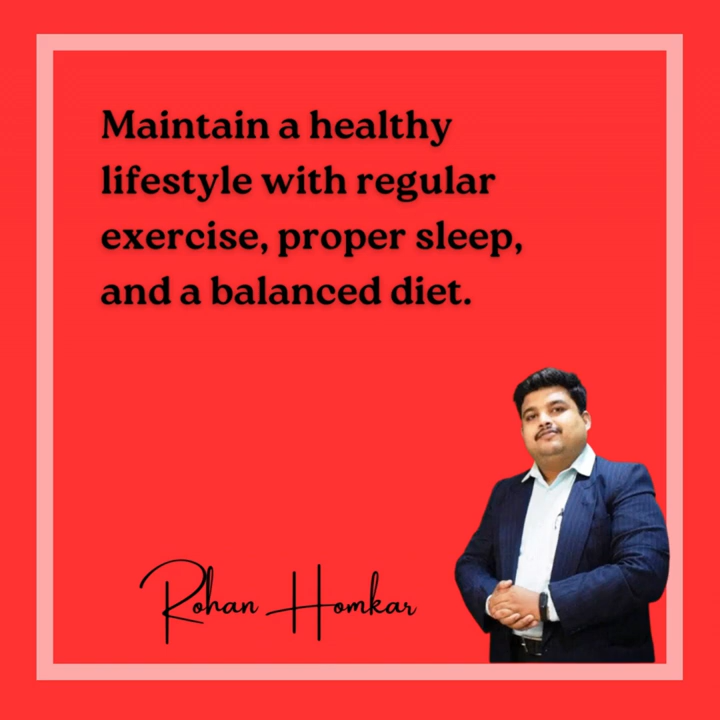 Maintain a healthy
lifestyle with regular
exercise, proper sleep,
and a balanced diet.
Rohan Homkar